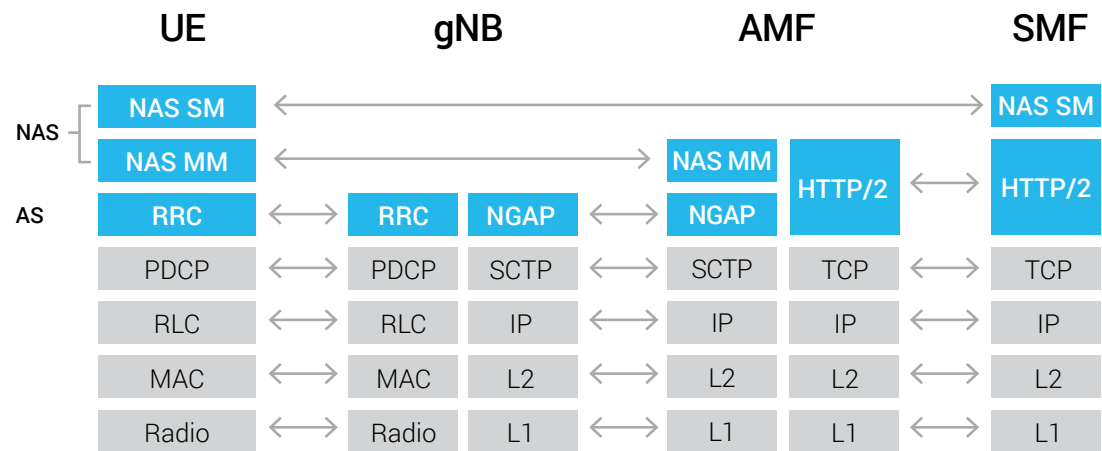 UE gNB AMF SMF
NAS SM NAS SM
NAS
NAS MM NAS MM HTTP/2 HTTP/2
AS RRC RRC NGAP NGAP
PDCP PDCP SCTP SCTP TCP TCP
RLC RLC IP IP IP IP
MAC MAC L2 L2 L2 L2
Radio Radio L1 L1 L1 L1